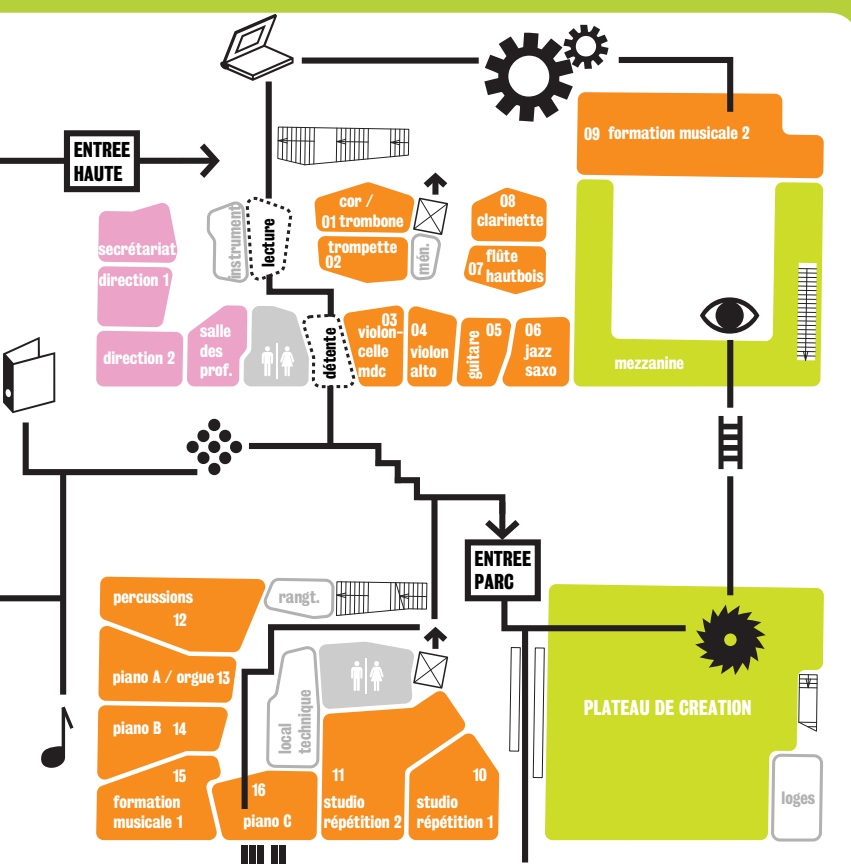 ENTREE
HAUTE
09 formation musicale 2
secrétariat
direction 1
direction 2
instrument
lecture
cor /
01 trombone
trompette
02
mén.
08
clarinette
07 flûte
hautbois
salle
des
prof.
détente
03
violon-
celle
mdc
04
violon
alto
guitare 05
06
jazz
saxo
mezzanine
ENTREE
PARC
percussions
12
rangt.
piano A / orgue 13
piano B 14
15
formation
musicale 1
local
technique
16
piano C
11
studio
répétition 2
10
studio
répétition 1
PLATEAU DE CREATION
loges